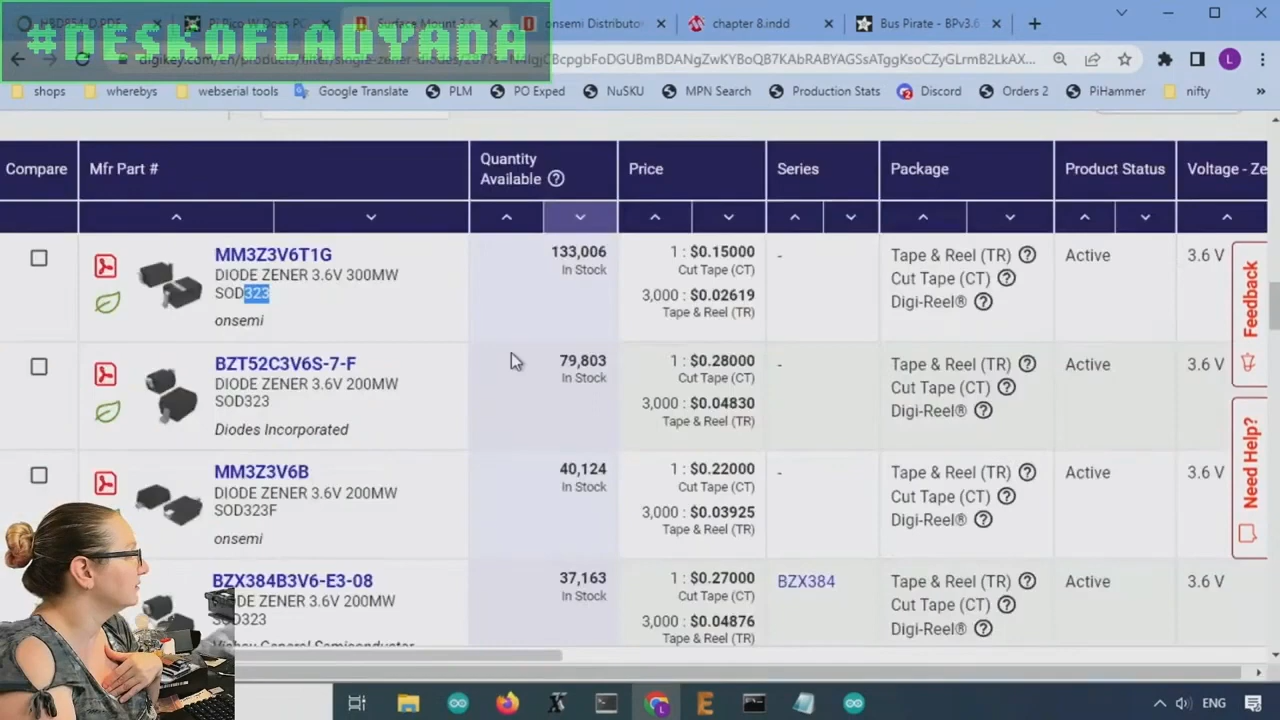 #DESKOFLADYADA
Surface Mount 3.6
onsemi Distributo
chapter 8.indd
Bus Pirate - BPv3.6
shops
wherebys
webserial tools
Google Translate
PLM
PO Exped
NuSKU
MPN Search
Production Stats
Discord
Orders 2
PiHammer
nifty
»
Compare
Mfr Part #
Quantity
Available
Price
Series
Package
Product Status
Voltage - Ze
MM3Z3V6T1G
DIODE ZENER 3.6V 300MW
SOD323
onsemi
133,006
In Stock
1 : $0.15000
Cut Tape (CT)
3,000 : $0.02619
Tape & Reel (TR)
-
Tape & Reel (TR)
Cut Tape (CT)
Digi-Reel®
Active
3.6 V
BZT52C3V6S-7-F
DIODE ZENER 3.6V 200MW
SOD323
Diodes Incorporated
79,803
In Stock
1 : $0.28000
Cut Tape (CT)
3,000 : $0.04830
Tape & Reel (TR)
-
Tape & Reel (TR)
Cut Tape (CT)
Digi-Reel®
Active
3.6 V
MM3Z3V6B
DIODE ZENER 3.6V 200MW
SOD323F
onsemi
40,124
In Stock
1 : $0.22000
Cut Tape (CT)
3,000 : $0.03925
Tape & Reel (TR)
-
Tape & Reel (TR)
Cut Tape (CT)
Digi-Reel®
Active
3.6 V
BZX384B3V6-E3-08
DIODE ZENER 3.6V 200MW
SOD323
Vishay General Semiconductor
37,163
In Stock
1 : $0.27000
Cut Tape (CT)
3,000 : $0.04876
Tape & Reel (TR)
BZX384
Tape & Reel (TR)
Cut Tape (CT)
Digi-Reel®
Active
3.6 V
Feedback
Need Help?
ENG